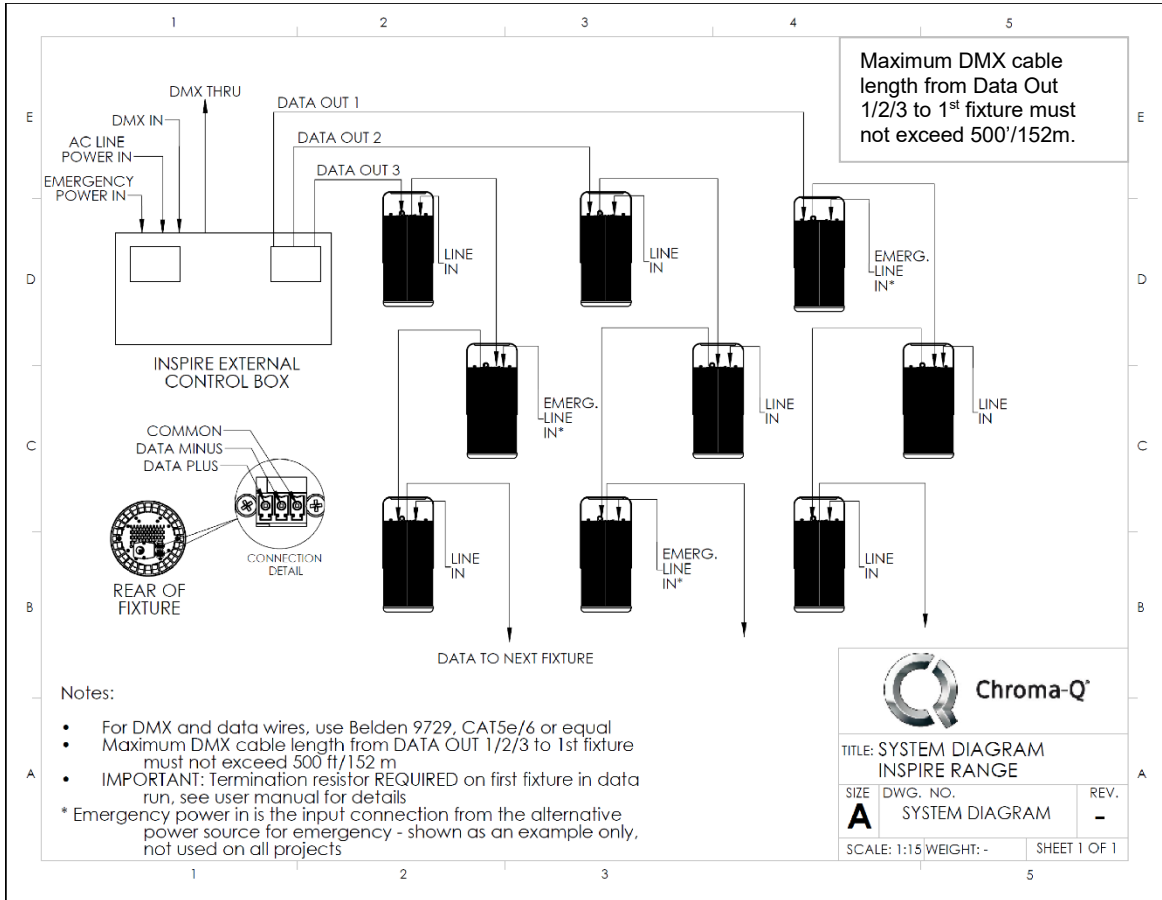 1 2 3 4 5
Maximum DMX cable
length from Data Out
1/2/3 to 1st fixture must
not exceed 500’/152m.
E E
DMX THRU
DATA OUT 1
DMX IN
DATA OUT 2
AC LINE
POWER IN
DATA OUT 3
EMERGENCY
POWER IN
LINE
IN
LINE
IN
EMERG.
LINE
IN*
D D
INSPIRE EXTERNAL
CONTROL BOX
EMERG.
LINE
IN*
LINE
IN
LINE
IN
C C
COMMON
DATA MINUS
DATA PLUS
CONNECTION
DETAIL
REAR OF
FIXTURE
LINE
IN
EMERG.
LINE
IN*
LINE
IN
B B
DATA TO NEXT FIXTURE
Notes:
• For DMX and data wires, use Belden 9729, CAT5e/6 or equal
• Maximum DMX cable length from DATA OUT 1/2/3 to 1st fixture
must not exceed 500 ft/152 m
• IMPORTANT: Termination resistor REQUIRED on first fixture in data
run, see user manual for details
* Emergency power in is the input connection from the alternative
power source for emergency - shown as an example only,
not used on all projects
A A
Chroma-Q®
TITLE: SYSTEM DIAGRAM
INSPIRE RANGE
SIZE DWG. NO. REV.
A SYSTEM DIAGRAM -
SCALE: 1:15 WEIGHT: - SHEET 1 OF 1
1 2 3 5